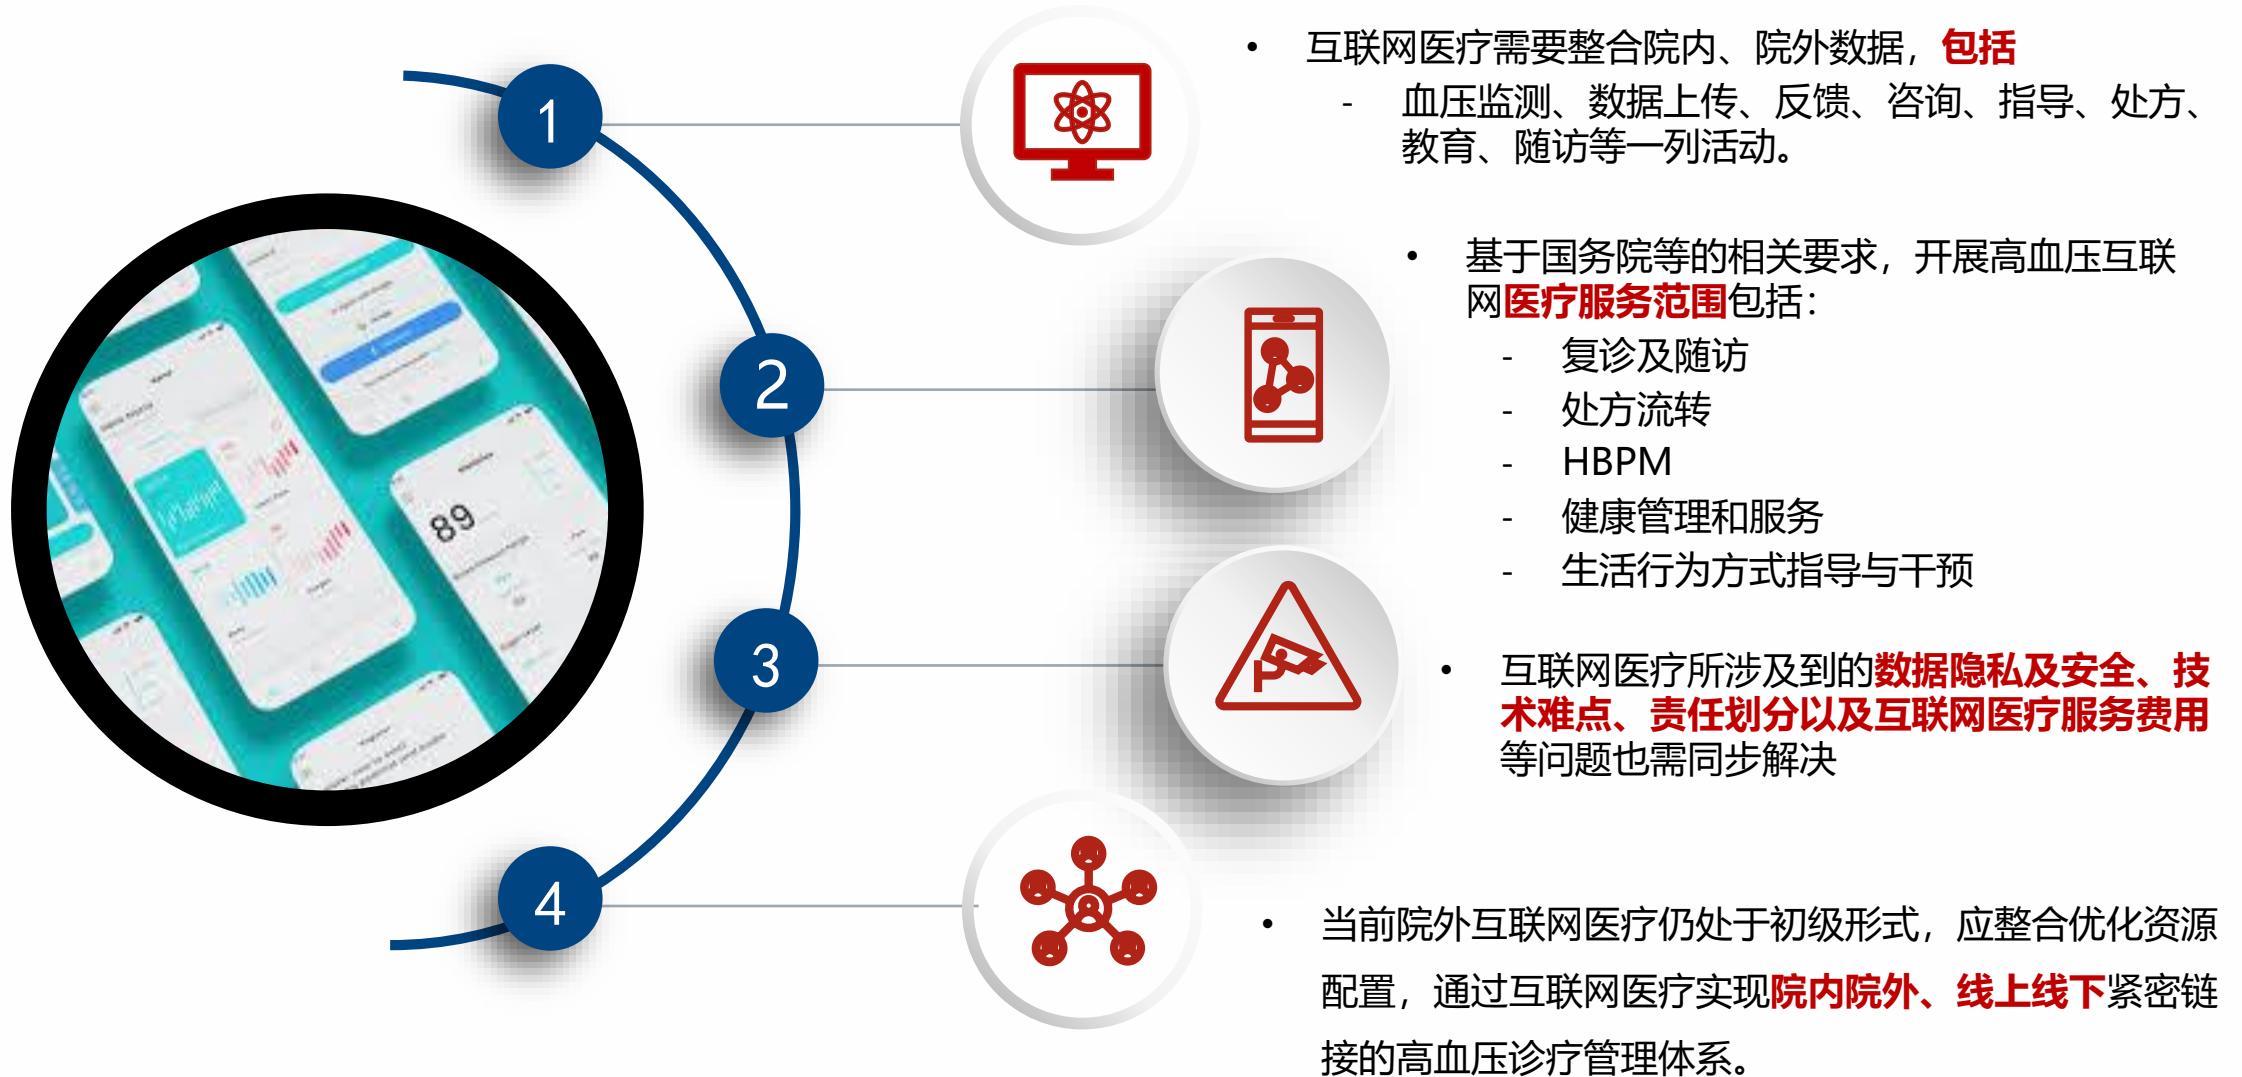 1
• 互联网医疗需要整合院内、院外数据，包括
- 血压监测、数据上传、反馈、咨询、指导、处方、
教育、随访等一列活动。
2
• 基于国务院等的相关要求，开展高血压互联
网医疗服务范围包括：
- 复诊及随访
- 处方流转
- HBPM
- 健康管理和服务
- 生活行为方式指导与干预
89
3
• 互联网医疗所涉及到的数据隐私及安全、技
术难点、责任划分以及互联网医疗服务费用
等问题也需同步解决
4
• 当前院外互联网医疗仍处于初级形式，应整合优化资源
配置，通过互联网医疗实现院内院外、线上线下紧密链
接的高血压诊疗管理体系。